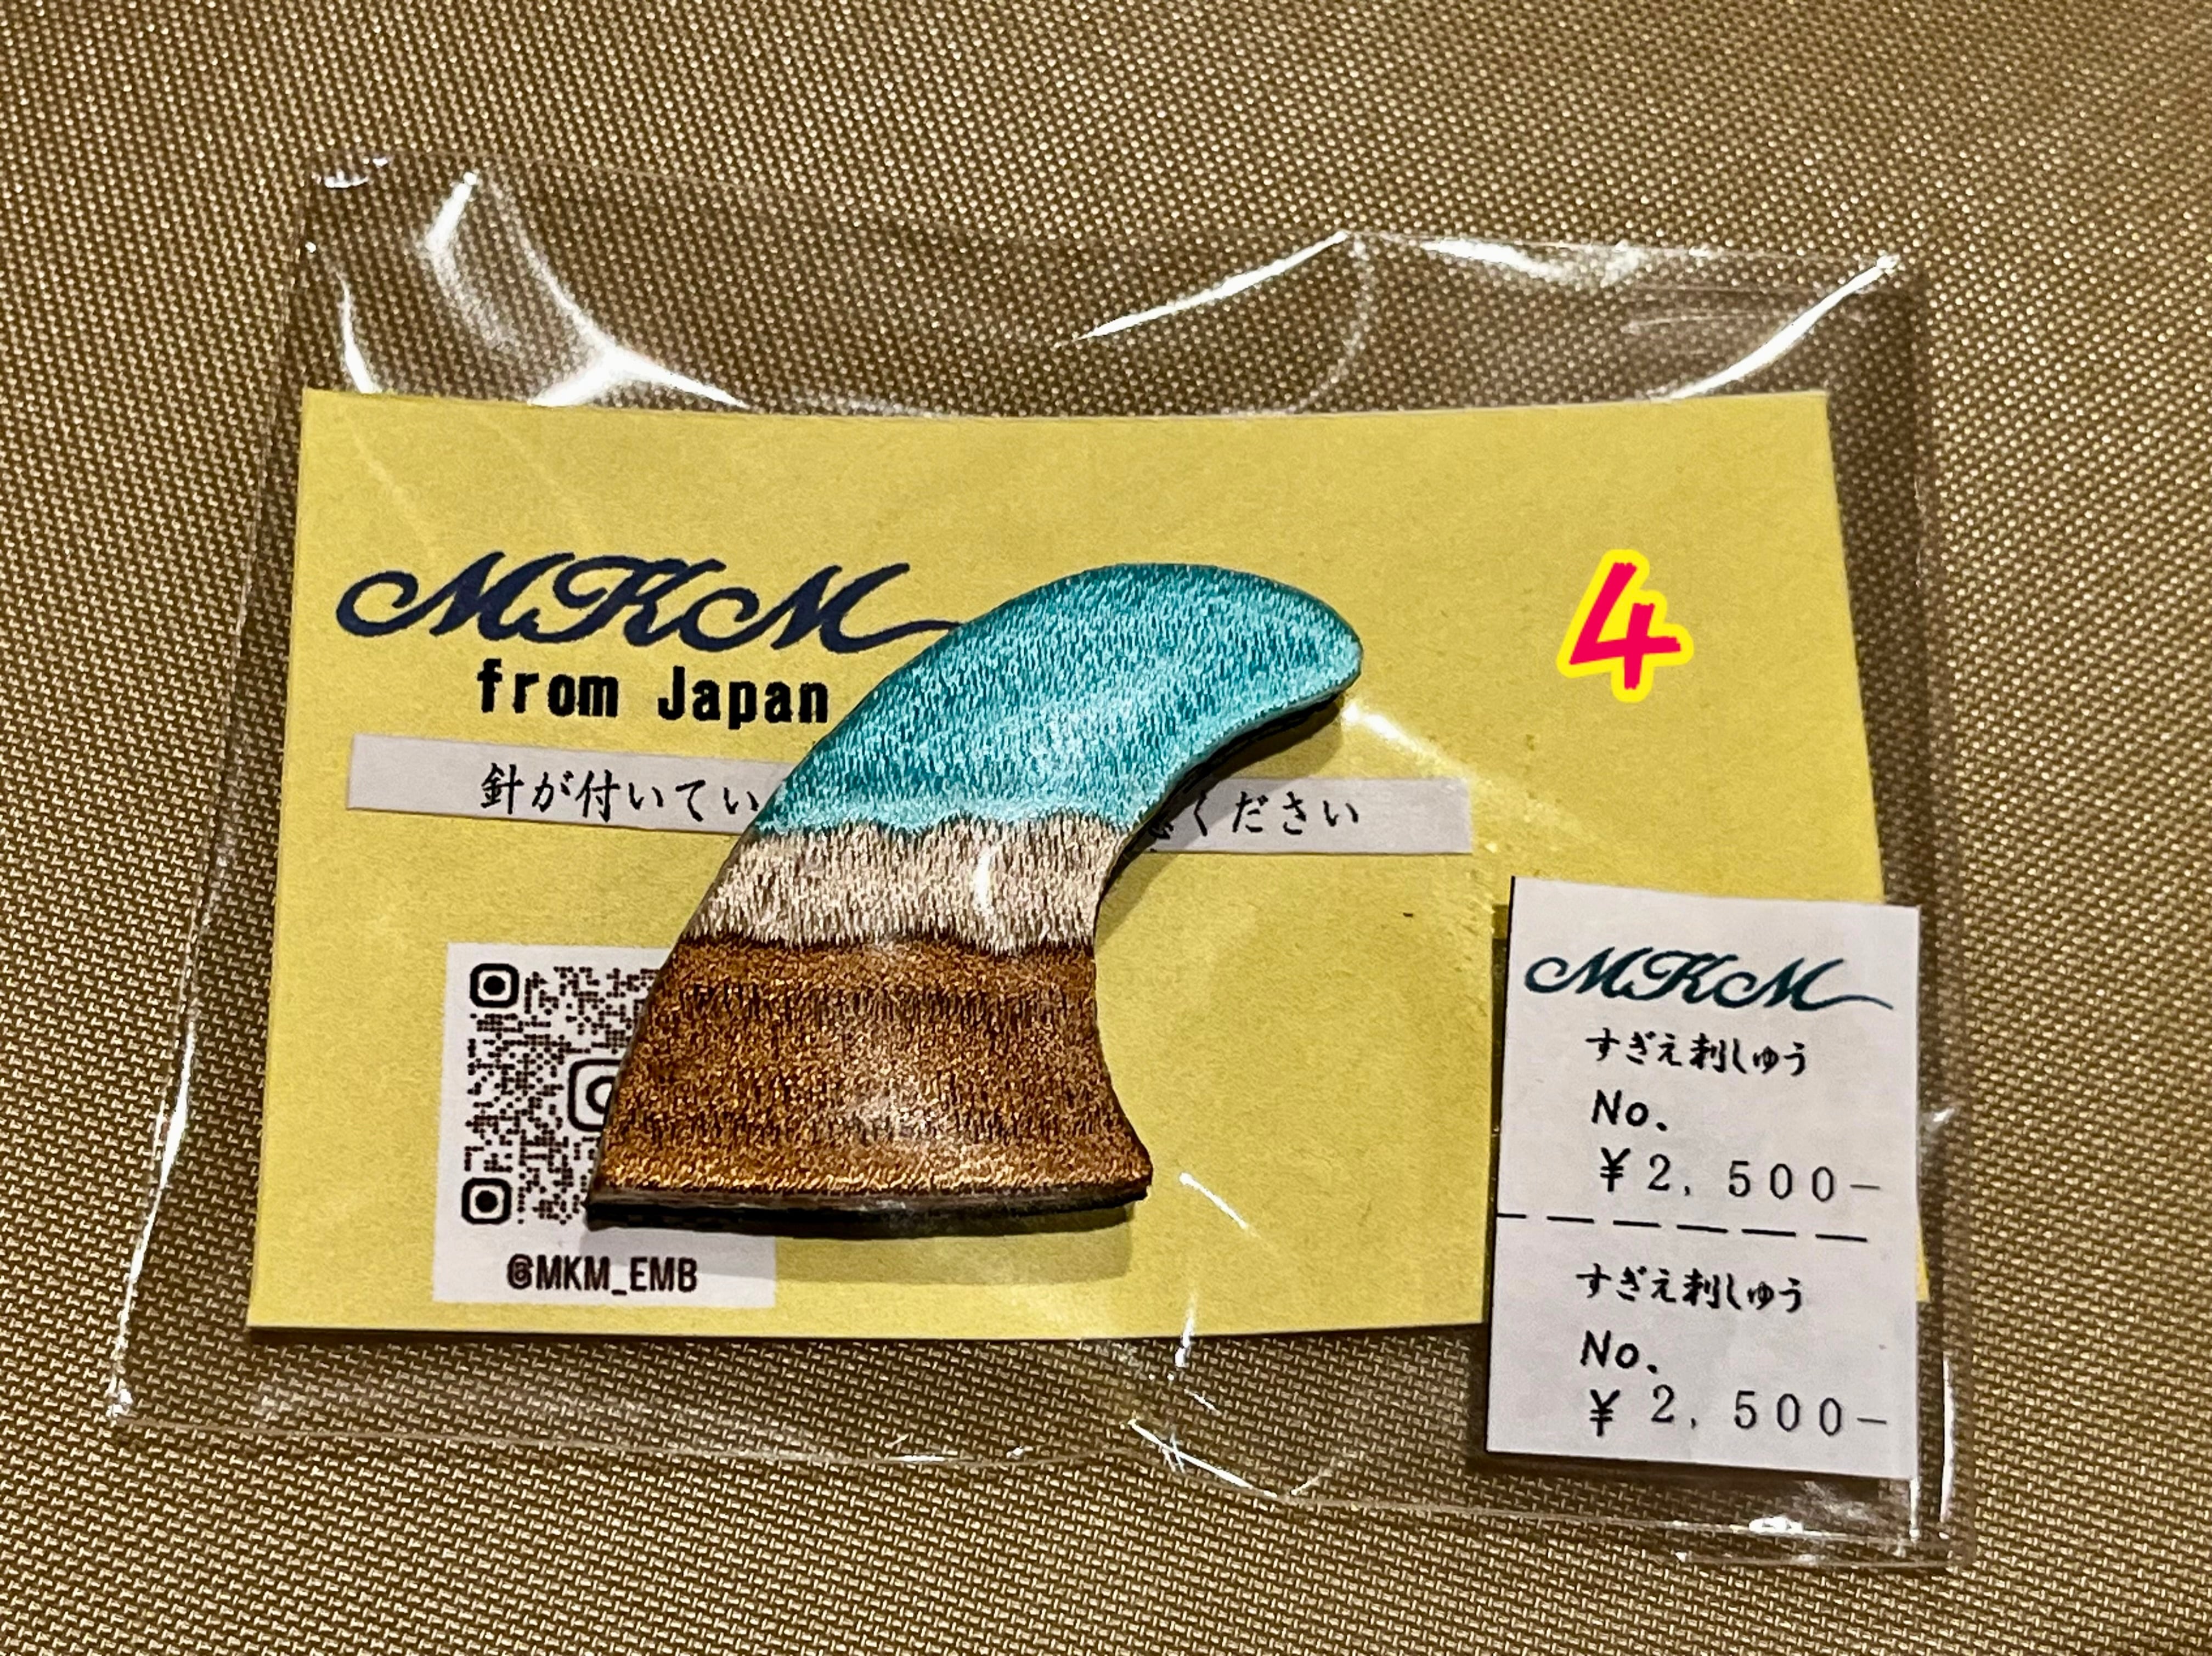 MKM
from Japan
4
針が付いてい
ください
@MKM_EMB
MKM
すぎえ刺しゅう
No.
¥2,500-
すぎえ刺しゅう
No.
¥2,500-